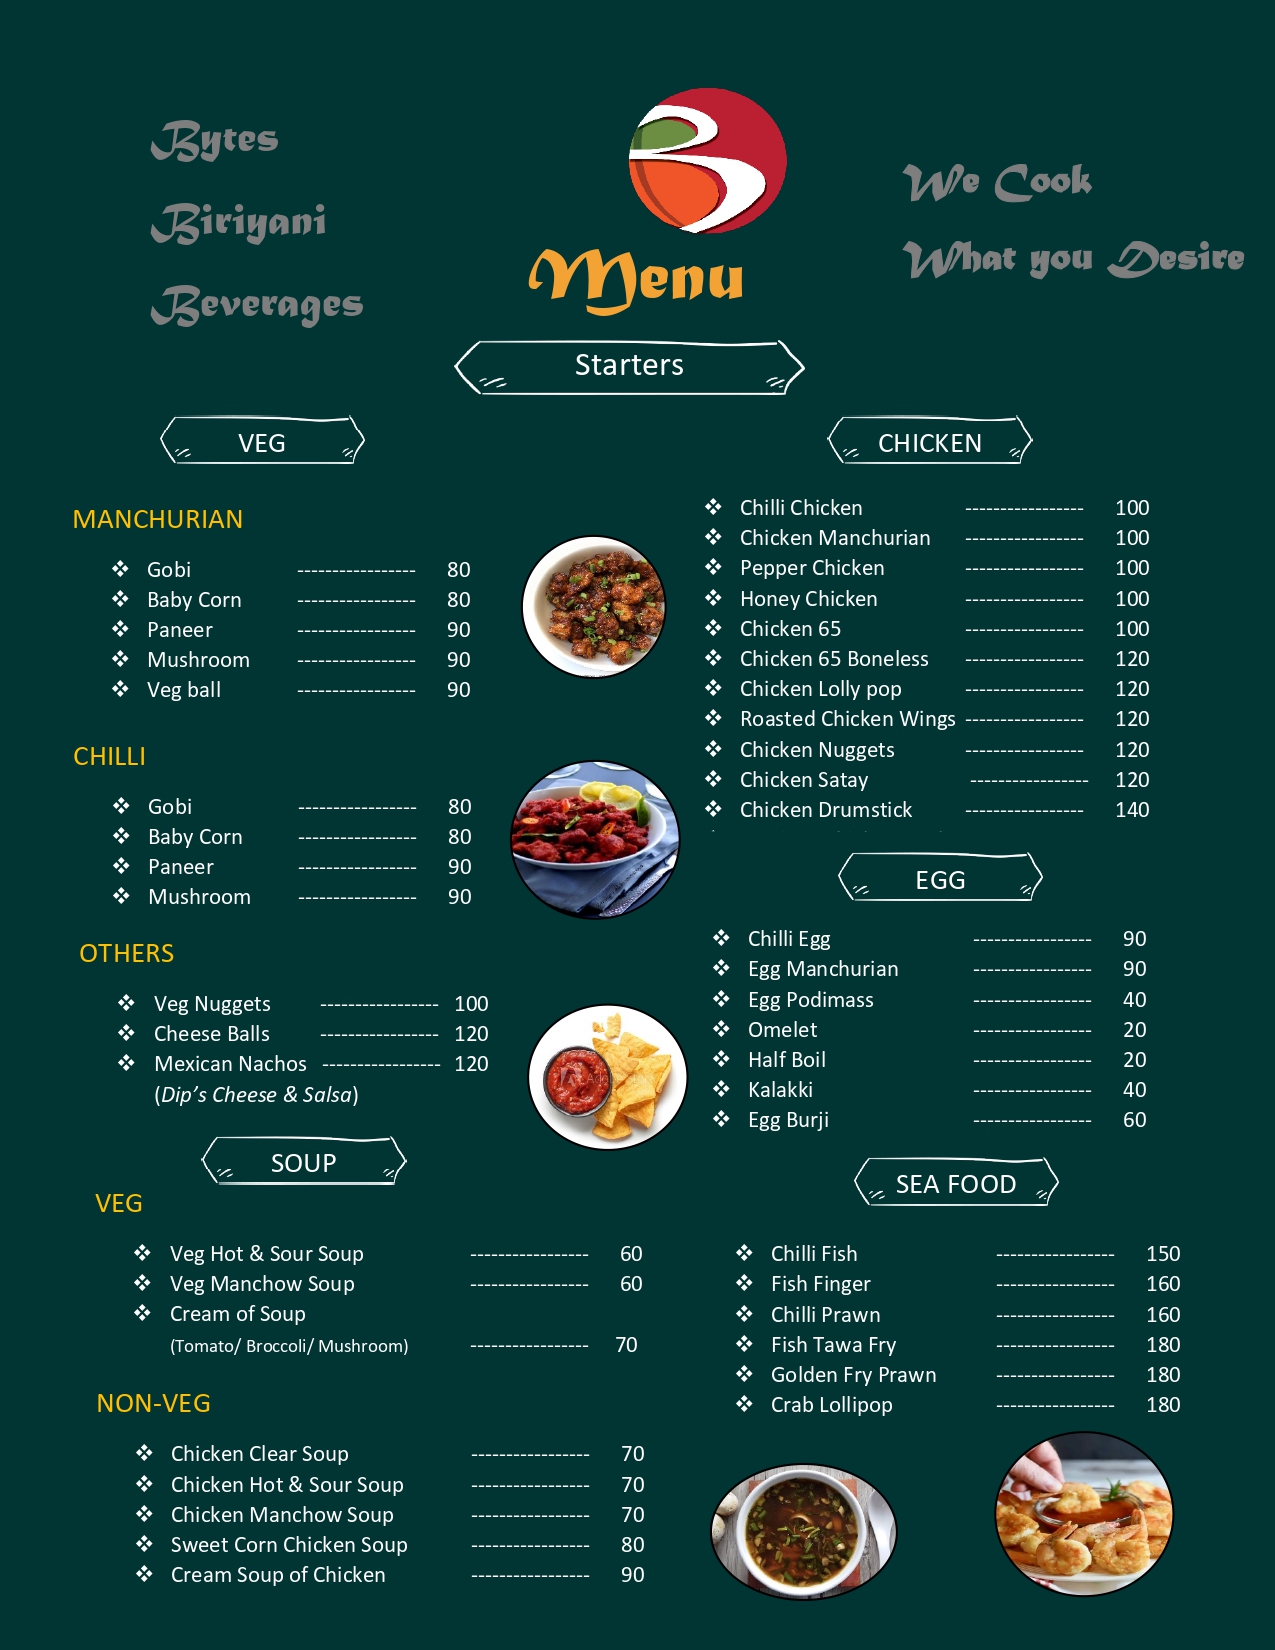 Bytes
Biriyani
Beverages
We Cook
What you Desire
Menu
Starters
VEG
MANCHURIAN
❖ Gobi ----------------- 80
❖ Baby Corn ----------------- 80
❖ Paneer ----------------- 90
❖ Mushroom ----------------- 90
❖ Veg ball ----------------- 90
CHILLI
❖ Gobi ----------------- 80
❖ Baby Corn ----------------- 80
❖ Paneer ----------------- 90
❖ Mushroom ----------------- 90
OTHERS
❖ Veg Nuggets ----------------- 100
❖ Cheese Balls ----------------- 120
❖ Mexican Nachos ----------------- 120
(Dip’s Cheese & Salsa)
SOUP
VEG
❖ Veg Hot & Sour Soup ----------------- 60
❖ Veg Manchow Soup ----------------- 60
❖ Cream of Soup
(Tomato/ Broccoli/ Mushroom) ----------------- 70
NON-VEG
❖ Chicken Clear Soup ----------------- 70
❖ Chicken Hot & Sour Soup ----------------- 70
❖ Chicken Manchow Soup ----------------- 70
❖ Sweet Corn Chicken Soup ----------------- 80
❖ Cream Soup of Chicken ----------------- 90
CHICKEN
❖ Chilli Chicken ----------------- 100
❖ Chicken Manchurian ----------------- 100
❖ Pepper Chicken ----------------- 100
❖ Honey Chicken ----------------- 100
❖ Chicken 65 ----------------- 100
❖ Chicken 65 Boneless ----------------- 120
❖ Chicken Lolly pop ----------------- 120
❖ Roasted Chicken Wings ----------------- 120
❖ Chicken Nuggets ----------------- 120
❖ Chicken Satay ----------------- 120
❖ Chicken Drumstick ----------------- 140
EGG
❖ Chilli Egg ----------------- 90
❖ Egg Manchurian ----------------- 90
❖ Egg Podimass ----------------- 40
❖ Omelet ----------------- 20
❖ Half Boil ----------------- 20
❖ Kalakki ----------------- 40
❖ Egg Burji ----------------- 60
SEA FOOD
❖ Chilli Fish ----------------- 150
❖ Fish Finger ----------------- 160
❖ Chilli Prawn ----------------- 160
❖ Fish Tawa Fry ----------------- 180
❖ Golden Fry Prawn ----------------- 180
❖ Crab Lollipop ----------------- 180